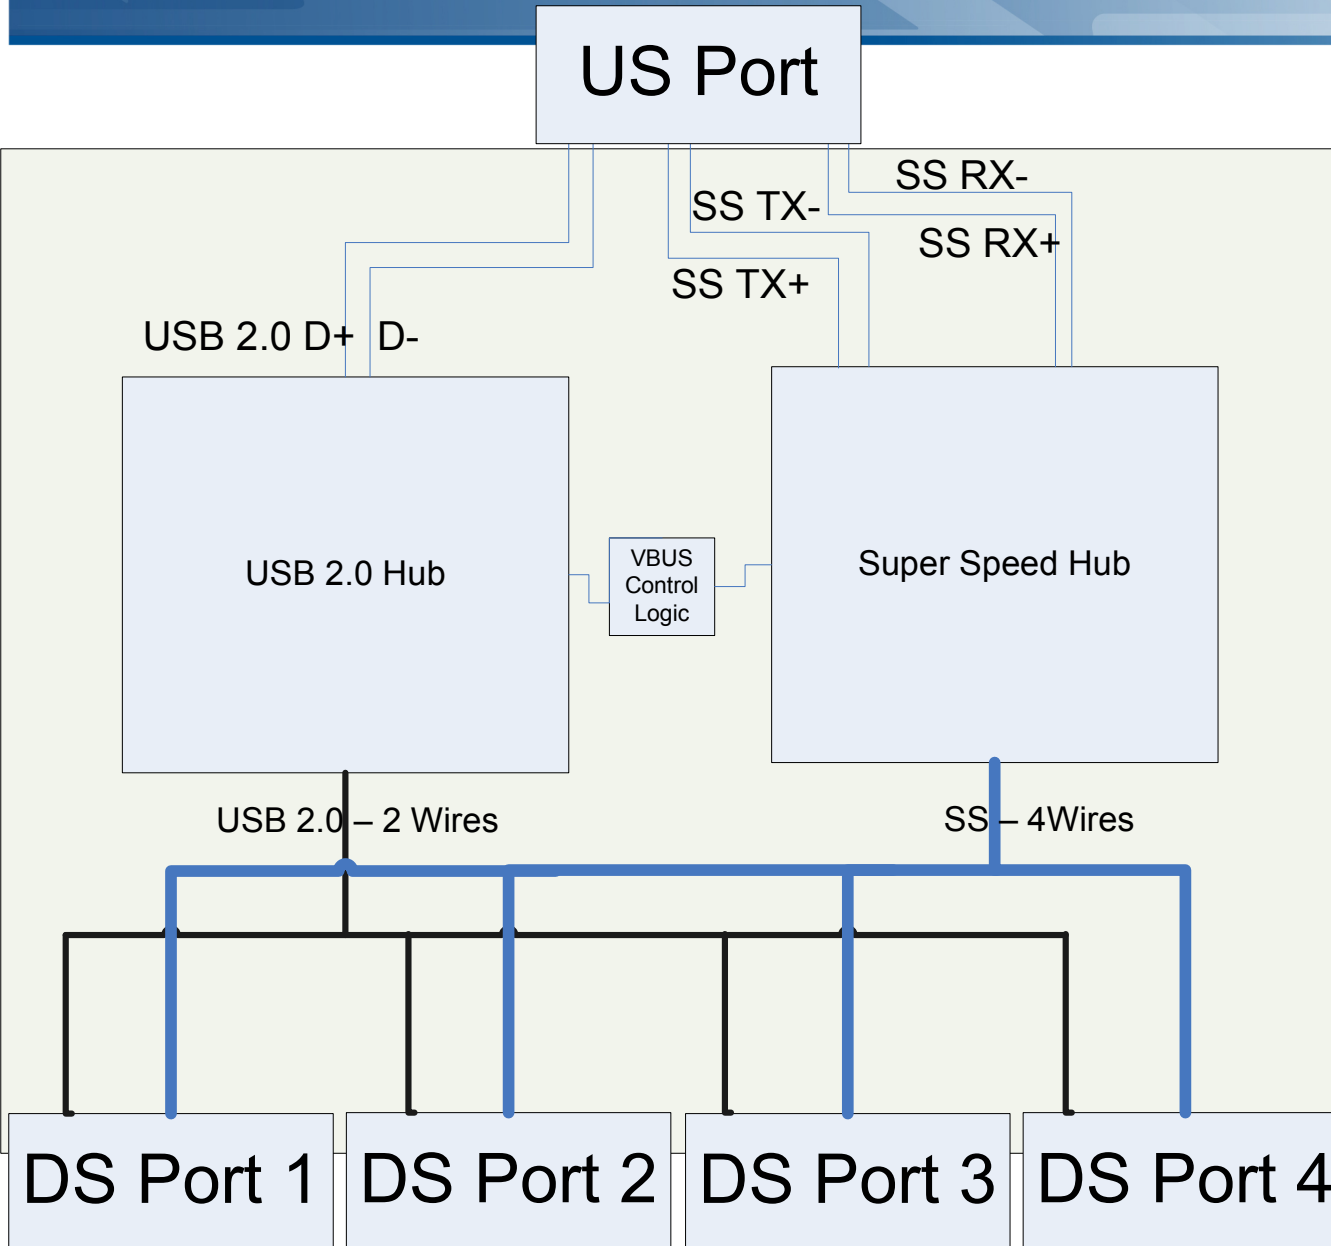 US Port
SS RX-
SS TX-
SS RX+
SS TX+
USB 2.0 D+ D-
USB 2.0 Hub
VBUS
Control
Logic
Super Speed Hub
USB 2.0 – 2 Wires
SS – 4Wires
DS Port 1
DS Port 2
DS Port 3
DS Port 4